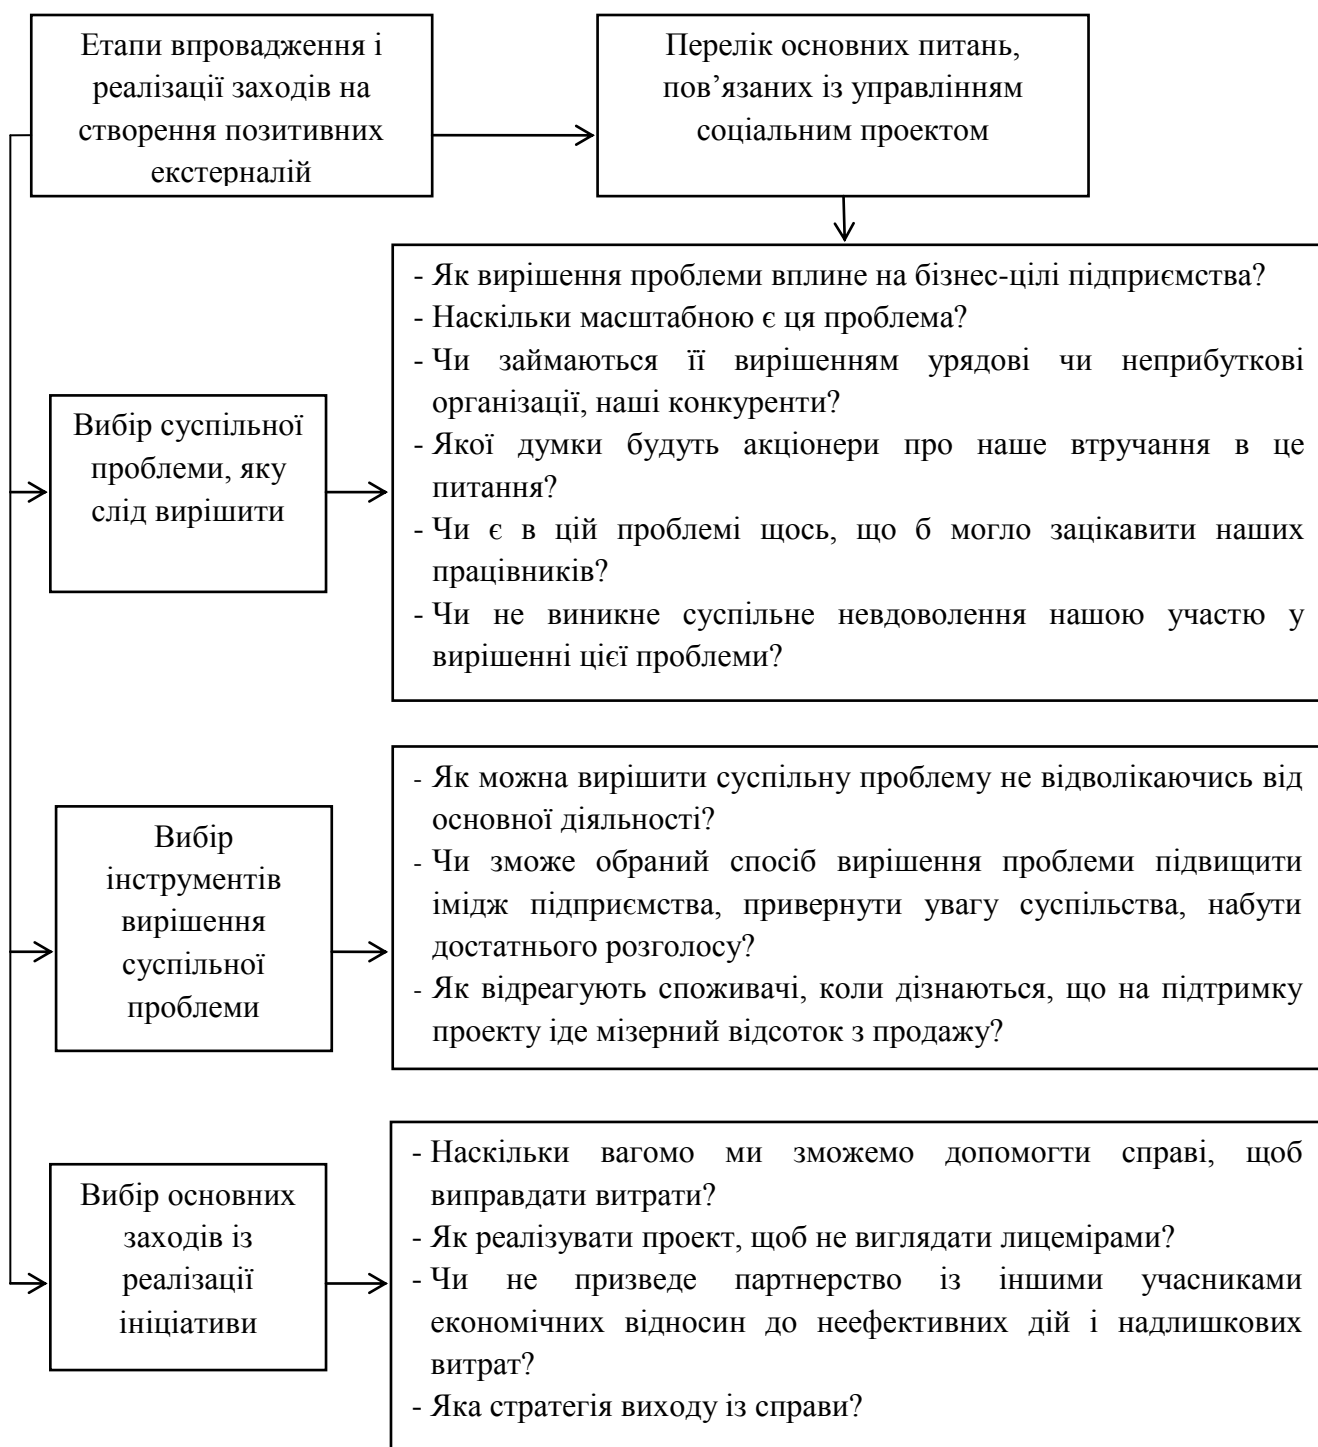 Етапи впровадження і
реалізації заходів на
створення позитивних
екстерналій
Перелік основних питань,
пов’язаних із управлінням
соціальним проектом
Вибір суспільної
проблеми, яку
слід вирішити
- Як вирішення проблеми вплине на бізнес-цілі підприємства?
- Наскільки масштабною є ця проблема?
- Чи займаються її вирішенням урядові чи неприбуткові
організації, наші конкуренти?
- Якої думки будуть акціонери про наше втручання в це
питання?
- Чи є в цій проблемі щось, що б могло зацікавити наших
працівників?
- Чи не виникне суспільне невдоволення нашою участю у
вирішенні цієї проблеми?
Вибір
інструментів
вирішення
суспільної
проблеми
- Як можна вирішити суспільну проблему не відволікаючись від
основної діяльності?
- Чи зможе обраний спосіб вирішення проблеми підвищити
імідж підприємства, привернути увагу суспільства, набути
достатнього розголосу?
- Як відреагують споживачі, коли дізнаються, що на підтримку
проекту іде мізерний відсоток з продажу?
Вибір основних
заходів із
реалізації
ініціативи
- Наскільки вагомо ми зможемо допомогти справі, щоб
виправдати витрати?
- Як реалізувати проект, щоб не виглядати лицемірами?
- Чи не призведе партнерство із іншими учасниками
економічних відносин до неефективних дій і надлишкових
витрат?
- Яка стратегія виходу із справи?